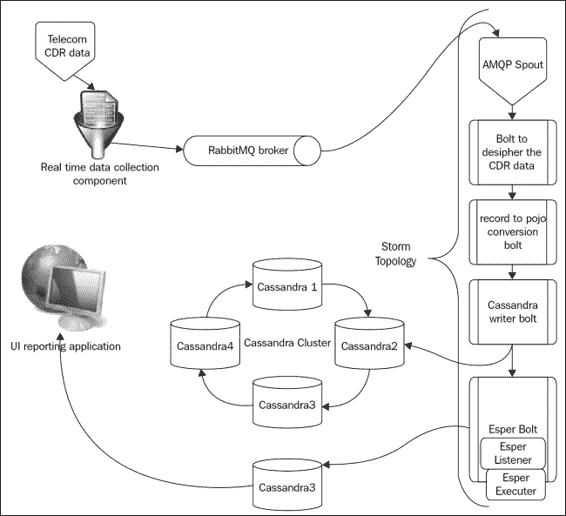 Telecom
CDR data
AMQP Spout
RabbitMQ broker
Real time data collection
component
Bolt to
desipher the
CDR data
record to pojo
conversion
bolt
Storm
Topology
Cassandra
writer bolt
Cassandra 1
Cassandra4
Cassandra Cluster
Cassandra2
UI reporting application
Cassandra3
Esper Bolt
Esper
Listener
Esper
Executer
Cassandra3